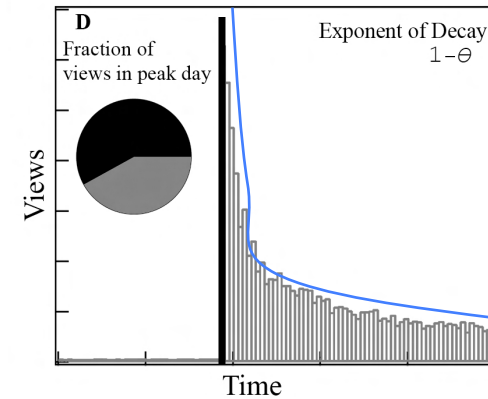 D
Exponent of Decay
1-θ
Fraction of
views in peak day
Views
Time